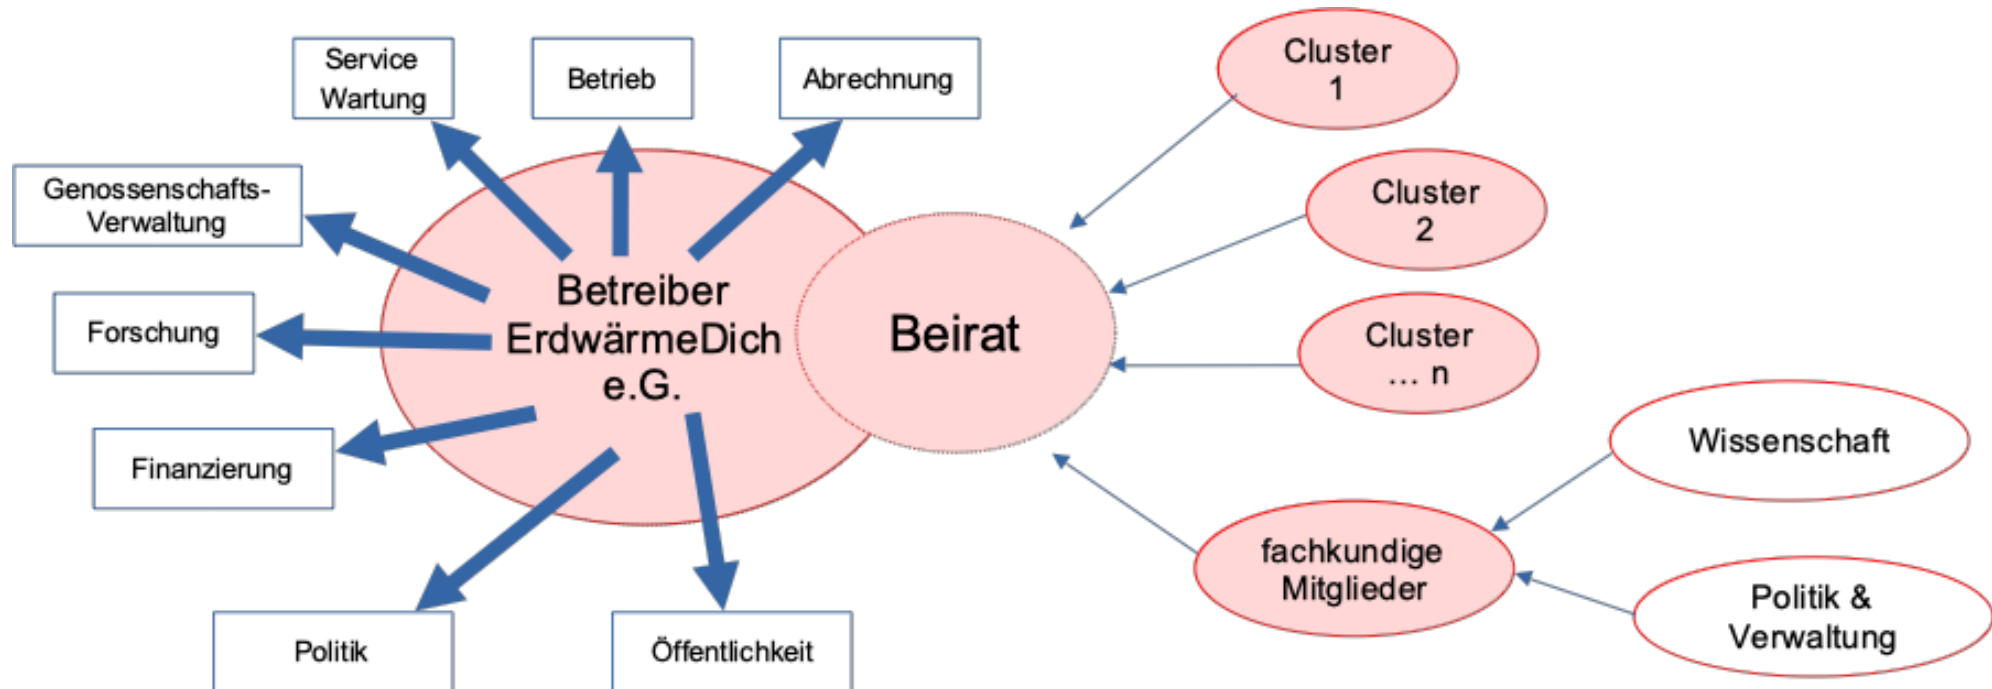 Service
Wartung
Betrieb
Abrechnung
Cluster
1
Genossenschafts-
Verwaltung
Cluster
2
Forschung
Betreiber
ErdwärmeDich
e.G.
Beirat
Cluster
... n
Finanzierung
Wissenschaft
fachkundige
Mitglieder
Politik &
Verwaltung
Politik
Öffentlichkeit